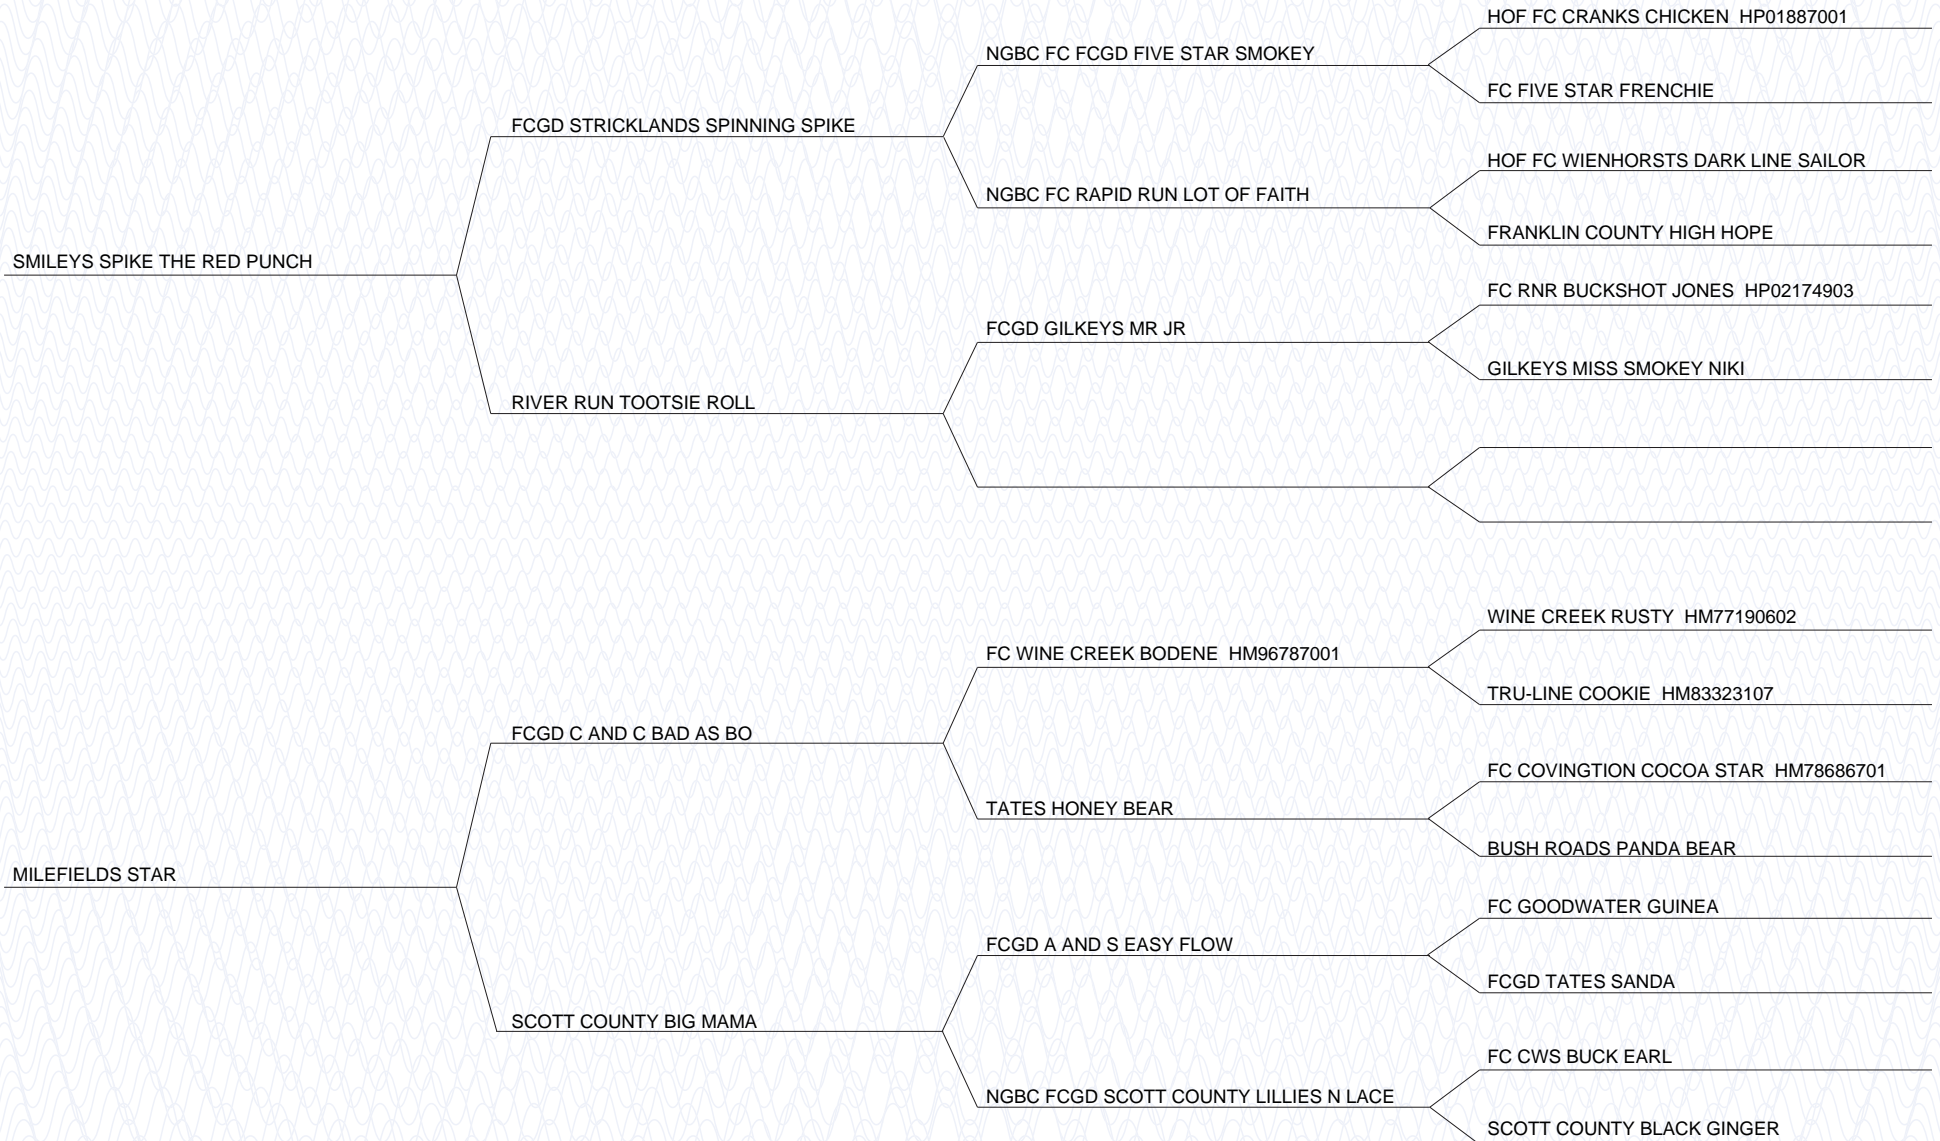 HOF FC CRANKS CHICKEN HP01887001
NGBC FC FCGD FIVE STAR SMOKEY
FC FIVE STAR FRENCHIE
FCGD STRICKLANDS SPINNING SPIKE
HOF FC WIENHORSTS DARK LINE SAILOR
NGBC FC RAPID RUN LOT OF FAITH
FRANKLIN COUNTY HIGH HOPE
SMILEYS SPIKE THE RED PUNCH
FC RNR BUCKSHOT JONES HP02174903
FCGD GILKEYS MR JR
GILKEYS MISS SMOKEY NIKI
RIVER RUN TOOTSIE ROLL
WINE CREEK RUSTY HM77190602
FC WINE CREEK BODENE HM96787001
TRU-LINE COOKIE HM83323107
FCGD C AND C BAD AS BO
FC COVINGTION COCOA STAR HM78686701
TATES HONEY BEAR
BUSH ROADS PANDA BEAR
MILEFIELDS STAR
FC GOODWATER GUINEA
FCGD A AND S EASY FLOW
FCGD TATES SANDA
SCOTT COUNTY BIG MAMA
FC CWS BUCK EARL
NGBC FCGD SCOTT COUNTY LILLIES N LACE
SCOTT COUNTY BLACK GINGER